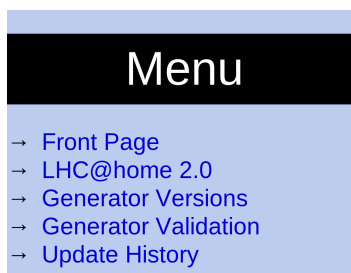 Menu
→ Front Page
→ LHC@home 2.0
→ Generator Versions
→ Generator Validation
→ Update History